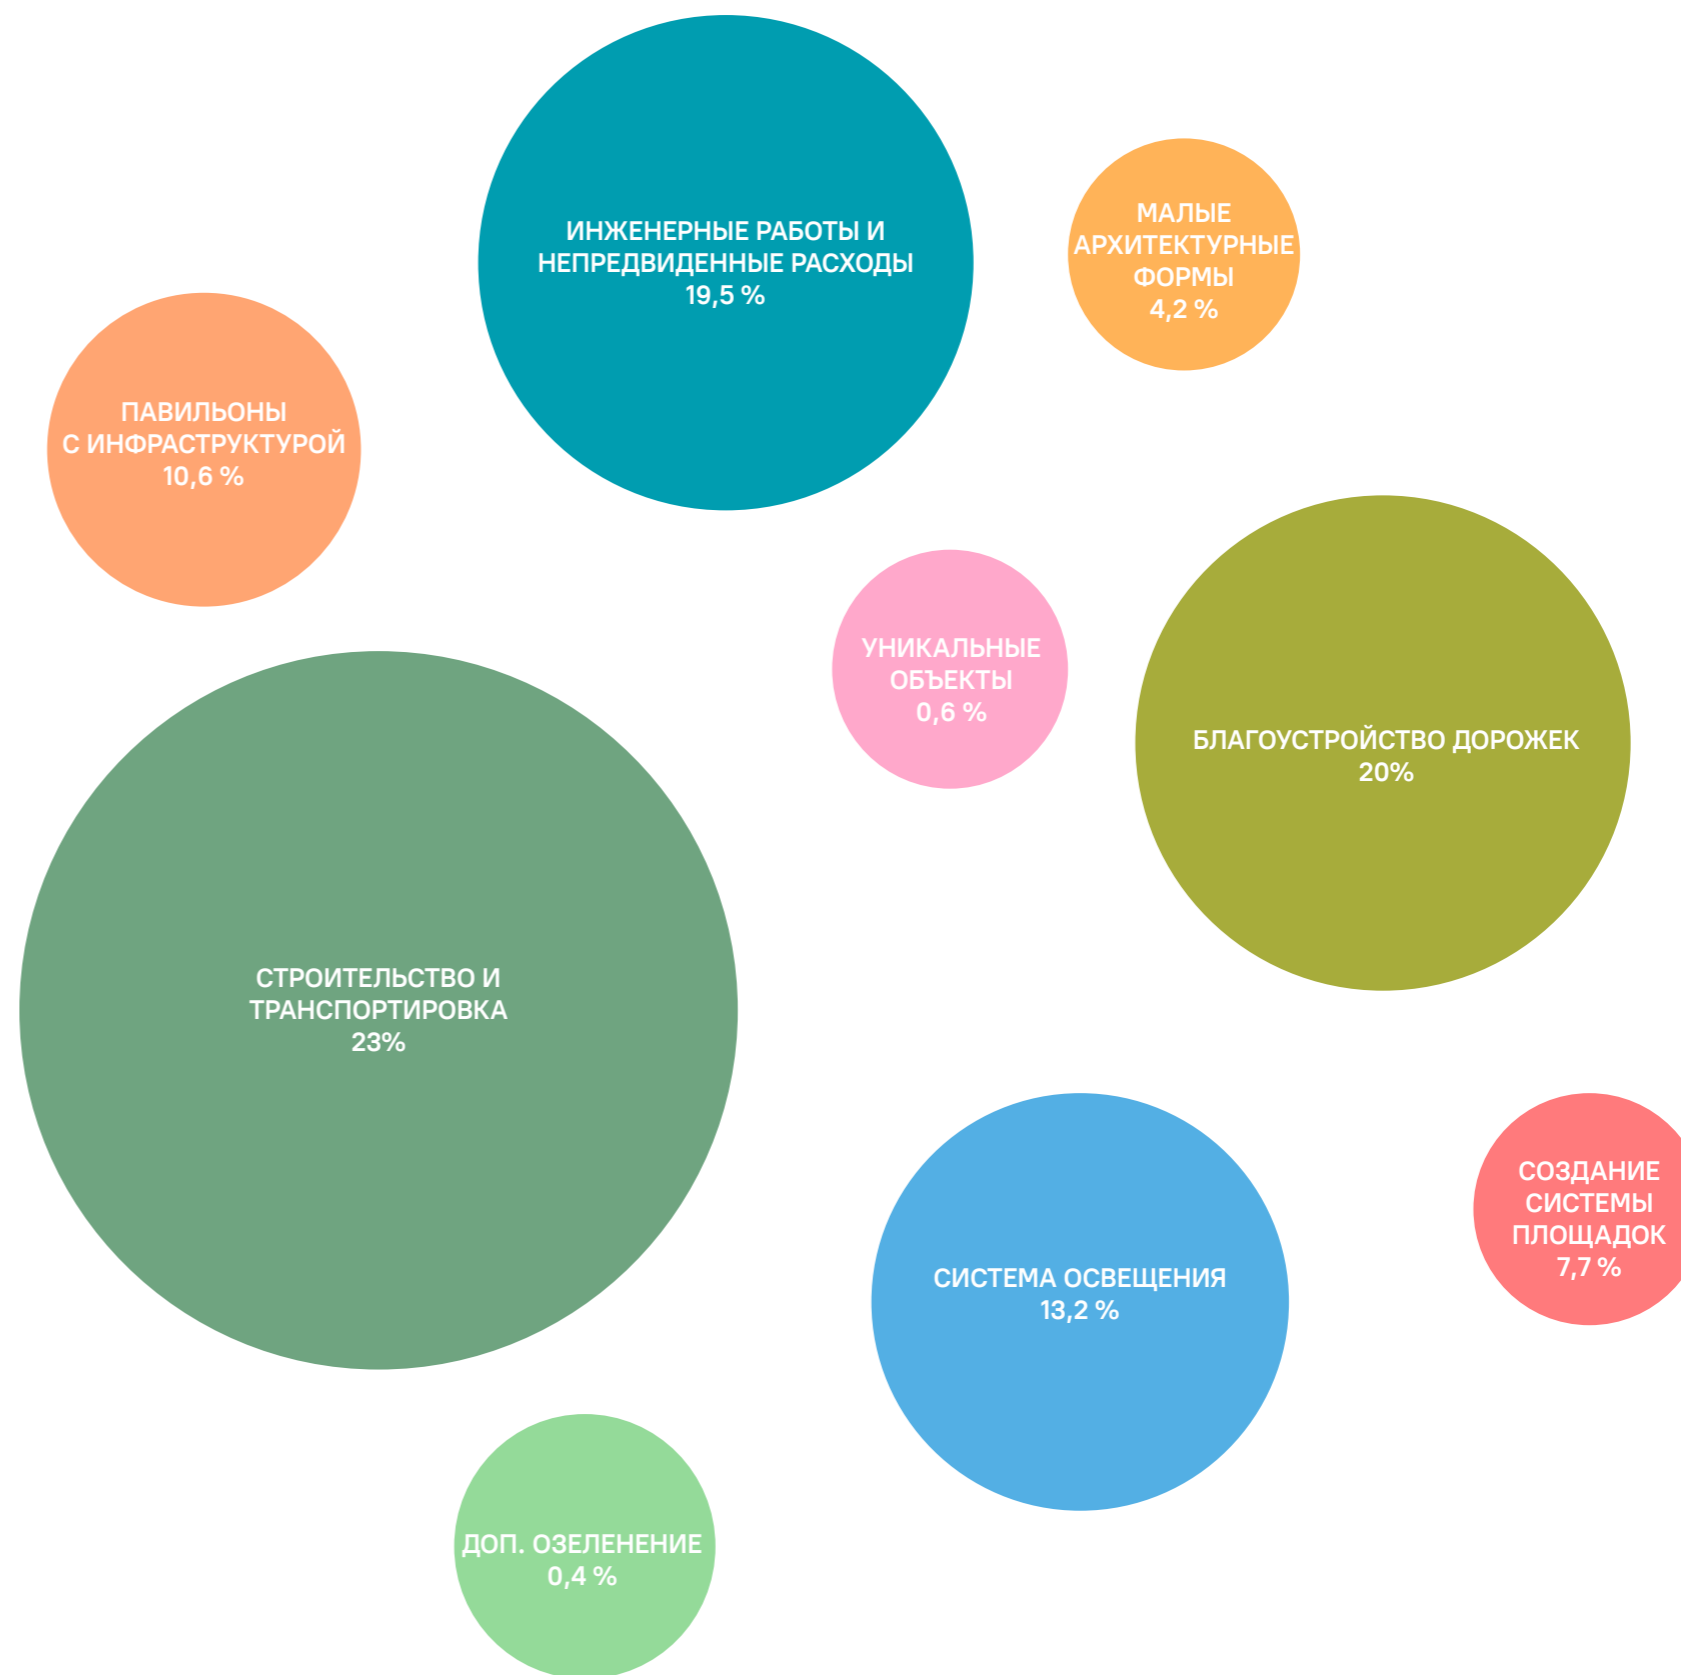 ИНЖЕНЕРНЫЕ РАБОТЫ И
НЕПРЕДВИДЕННЫЕ РАСХОДЫ
19,5 %
МАЛЫЕ
АРХИТЕКТУРНЫЕ
ФОРМЫ
4,2 %
ПАВИЛЬОНЫ
С ИНФРАСТРУКТУРОЙ
10,6 %
УНИКАЛЬНЫЕ
ОБЪЕКТЫ
0,6 %
БЛАГОУСТРОЙСТВО ДОРОЖЕК
20%
СТРОИТЕЛЬСТВО И
ТРАНСПОРТИРОВКА
23%
СИСТЕМА ОСВЕЩЕНИЯ
13,2 %
СОЗДАНИЕ
СИСТЕМЫ
ПЛОЩАДОК
7,7 %
ДОП. ОЗЕЛЕНЕНИЕ
0,4 %